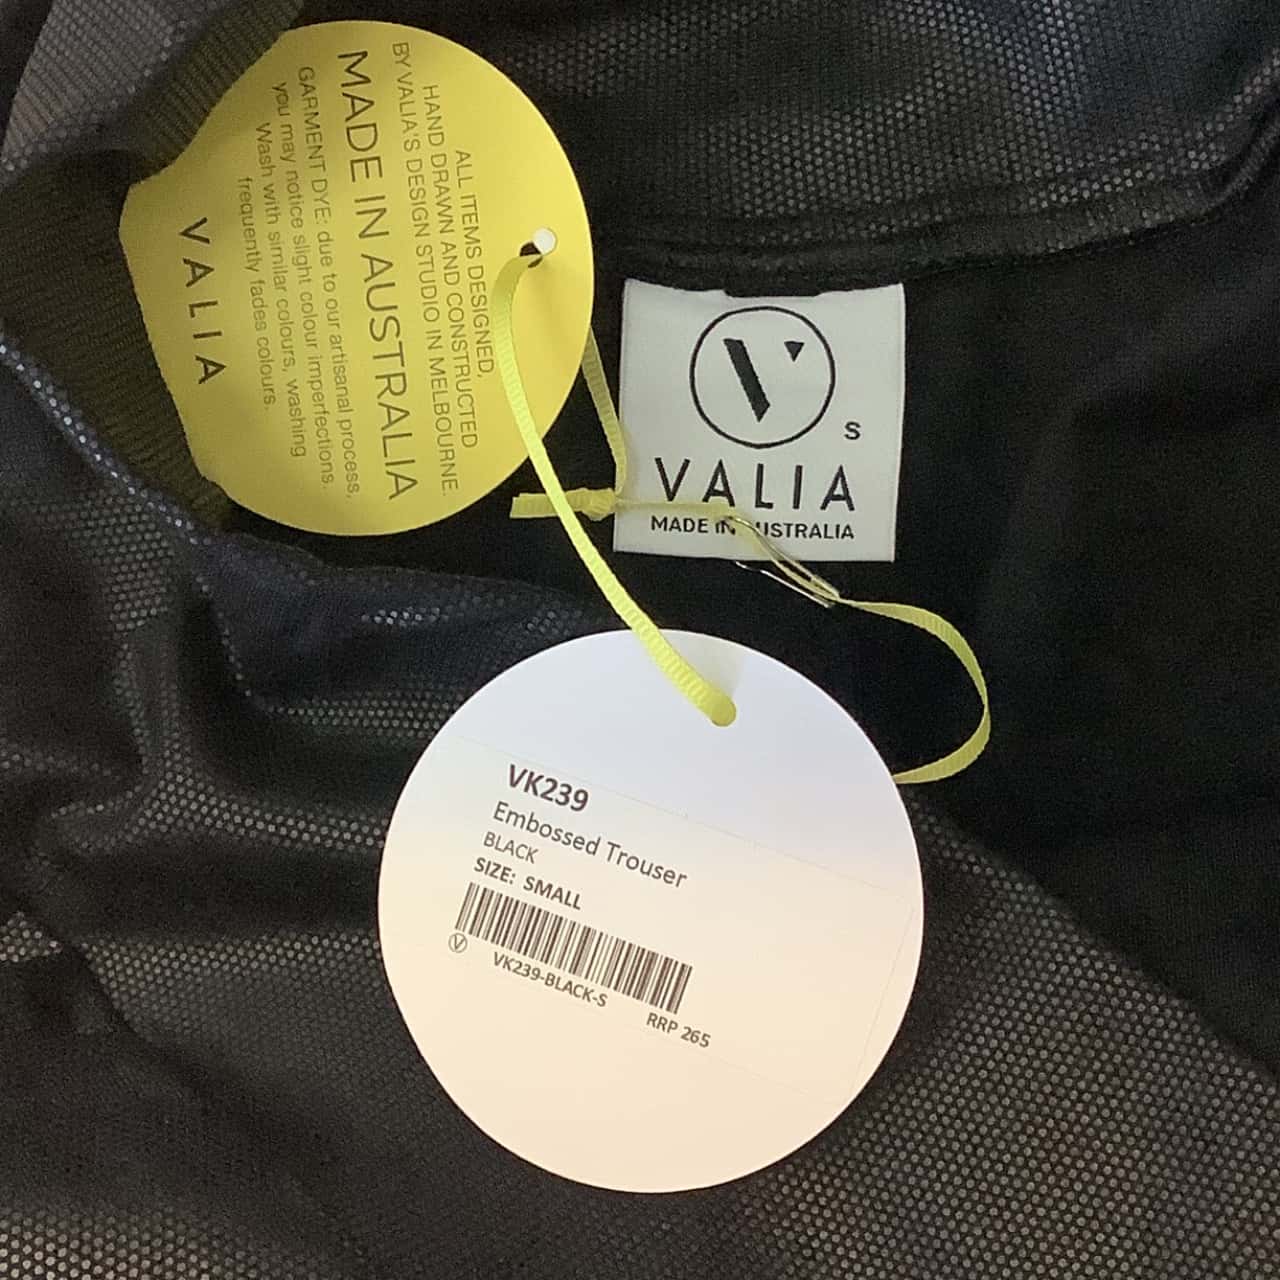 ALL ITEMS DESIGNED,
HAND DRAWN AND CONSTRUCTED
BY VALIA'S DESIGN STUDIO IN MELBOURNE.
MADE IN AUSTRALIA
GARMENT DYE: due to our artisanal process,
you may notice slight colour imperfections.
Wash with similar colours, washing
frequently fades colours.
VALIA
V
S
VALIA
MADE IN AUSTRALIA
VK239
Embossed Trouser
BLACK
SIZE: SMALL
V
VK239-BLACK-S
RRP 265